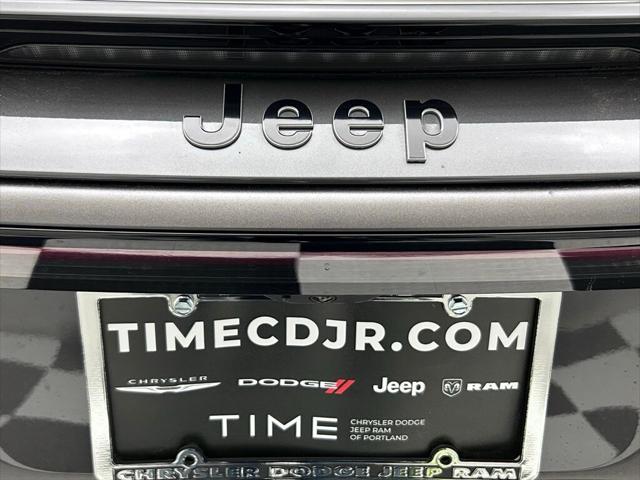 Jeep
TIMECDJR.COM
CHRYSLER DODGE Jeep RAM
TIME
CHRYSLER DODGE
JEEP RAM
OF PORTLAND
CHRYSLER DODGE JEEP RAM